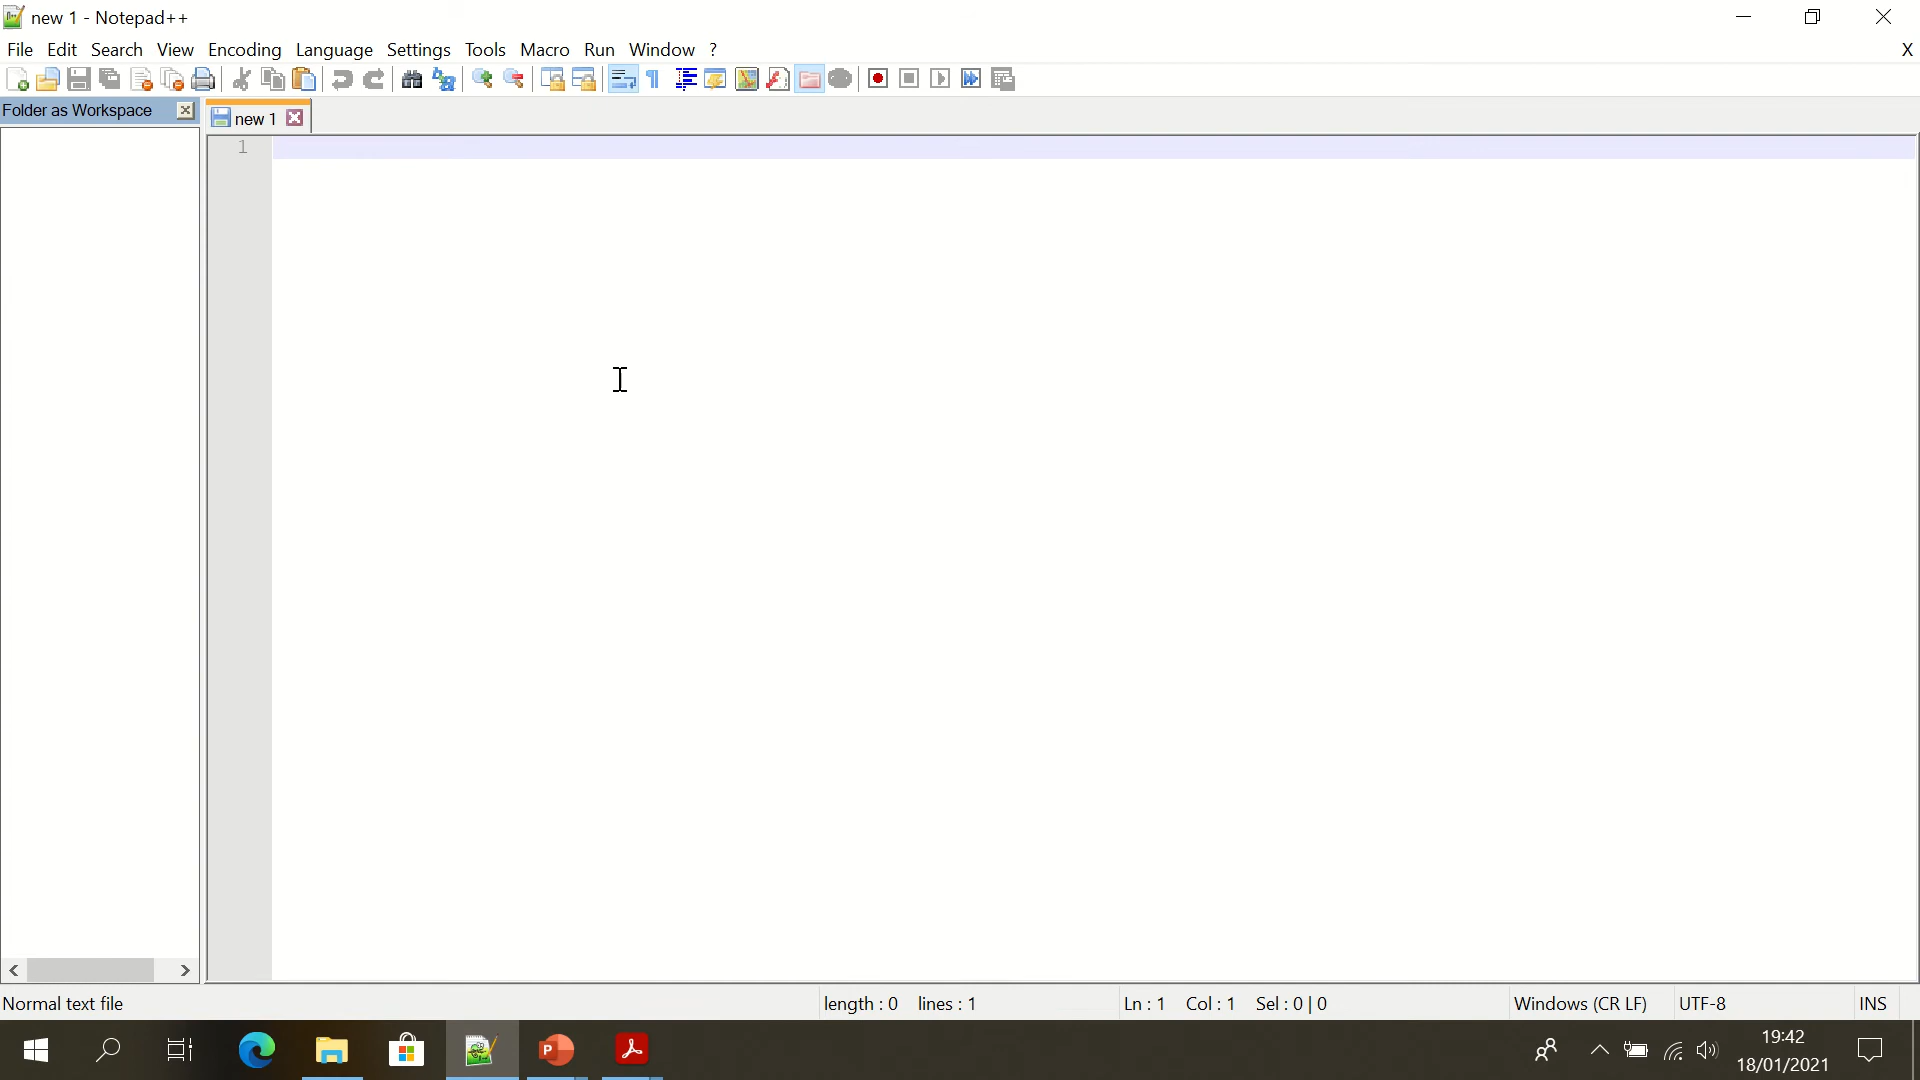 new 1 - Notepad++
File Edit Search View Encoding Language Settings Tools Macro Run Window ? X
Folder as Workspace
new 1
1
Normal text file length : 0 lines : 1 Ln : 1 Col : 1 Sel : 0 | 0 Windows (CR LF) UTF-8 INS
19:42
18/01/2021